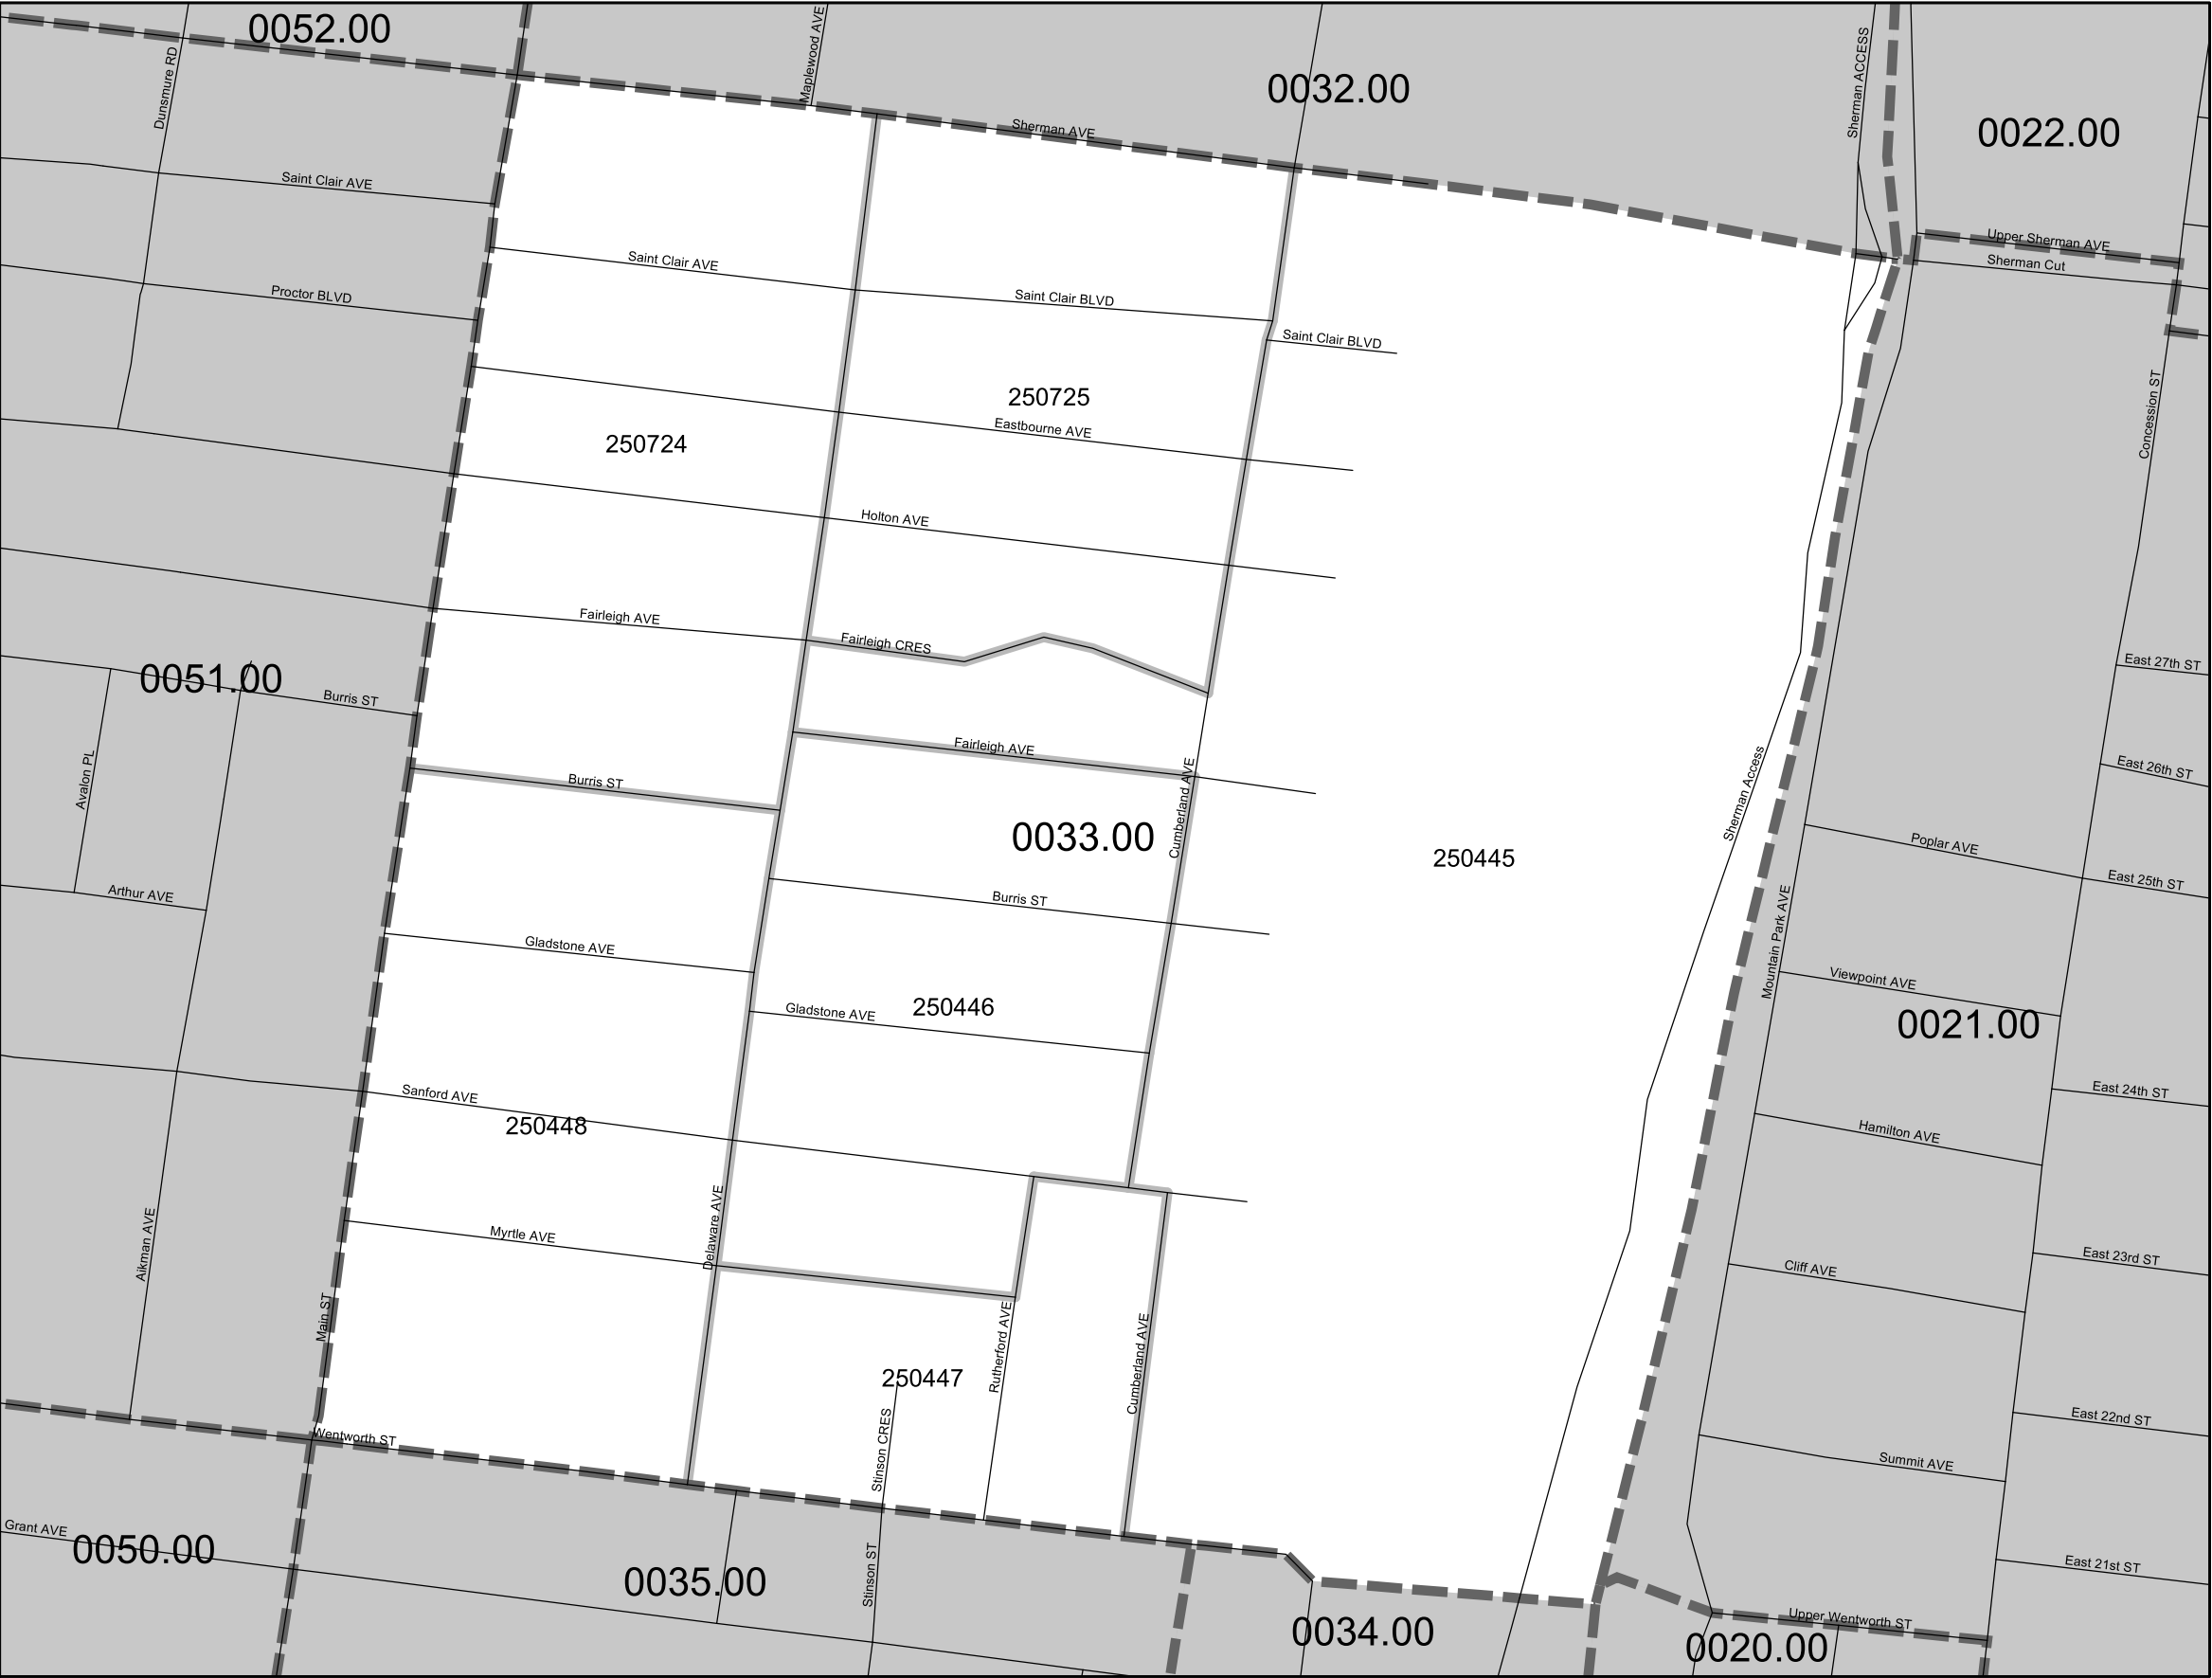 0052.00
Maplewood AVE
0032.00
Sherman ACCESS
0022.00
Dunsmure RD
Sherman AVE
Saint Clair AVE
Upper Sherman AVE
Sherman Cut
Saint Clair AVE
Saint Clair BLVD
Proctor BLVD
Saint Clair BLVD
Concession ST
250725
Eastbourne AVE
250724
Holton AVE
Fairleigh AVE
Fairleigh CRES
East 27th ST
0051.00
Burris ST
Fairleigh AVE
East 26th ST
Avalon PL
Burris ST
Cumberland AVE
Sherman Access
0033.00
250445
Poplar AVE
East 25th ST
Arthur AVE
Burris ST
Mountain Park AVE
Gladstone AVE
Viewpoint AVE
250446
Gladstone AVE
0021.00
Sanford AVE
East 24th ST
250448
Hamilton AVE
Aikman AVE
Myrtle AVE
Delaware AVE
East 23rd ST
Cliff AVE
Main ST
Rutherford AVE
Cumberland AVE
250447
East 22nd ST
Wentworth ST
Stinson CRES
Summit AVE
Grant AVE
0050.00
Stinson ST
East 21st ST
0035.00
0034.00
Upper Wentworth ST
0020.00